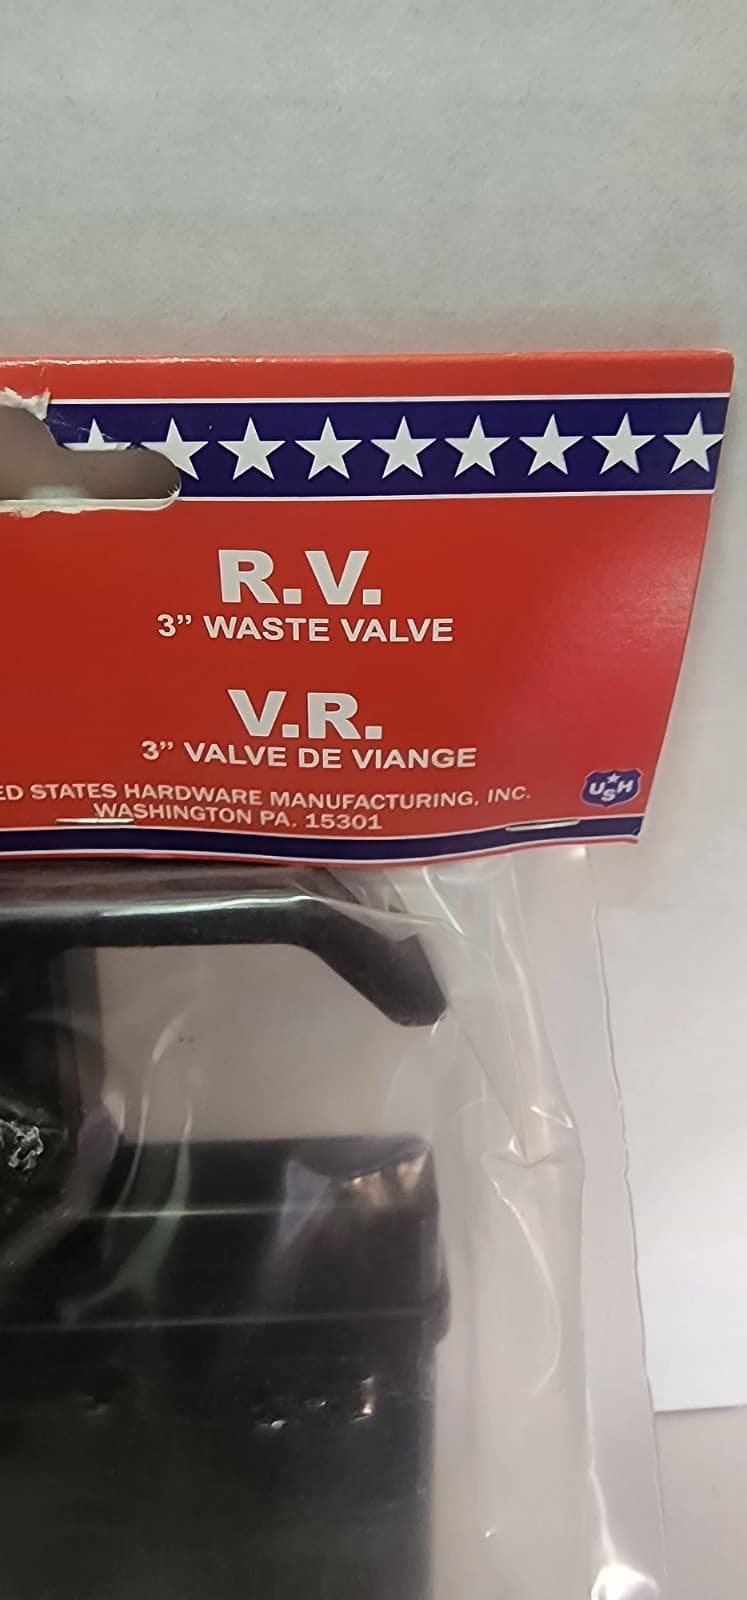 R.V.
3” WASTE VALVE
V.R.
3” VALVE DE VIANGE
ED STATES HARDWARE MANUFACTURING, INC.
WASHINGTON PA. 15301
USH